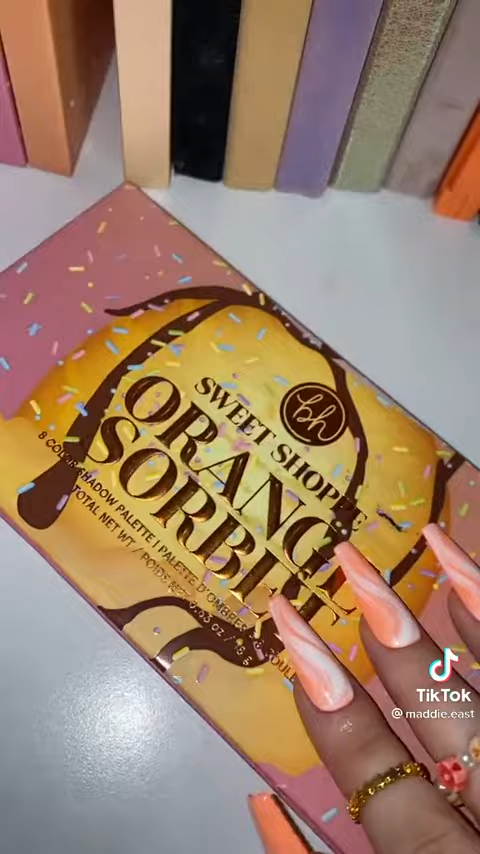 bh
SWEET SHOPPE
ORANGE
SORBET
8 COLOR SHADOW PALETTE | PALETTE D'OMBRES
TOTAL NET WT / POIDS NET
TikTok
@maddie.east